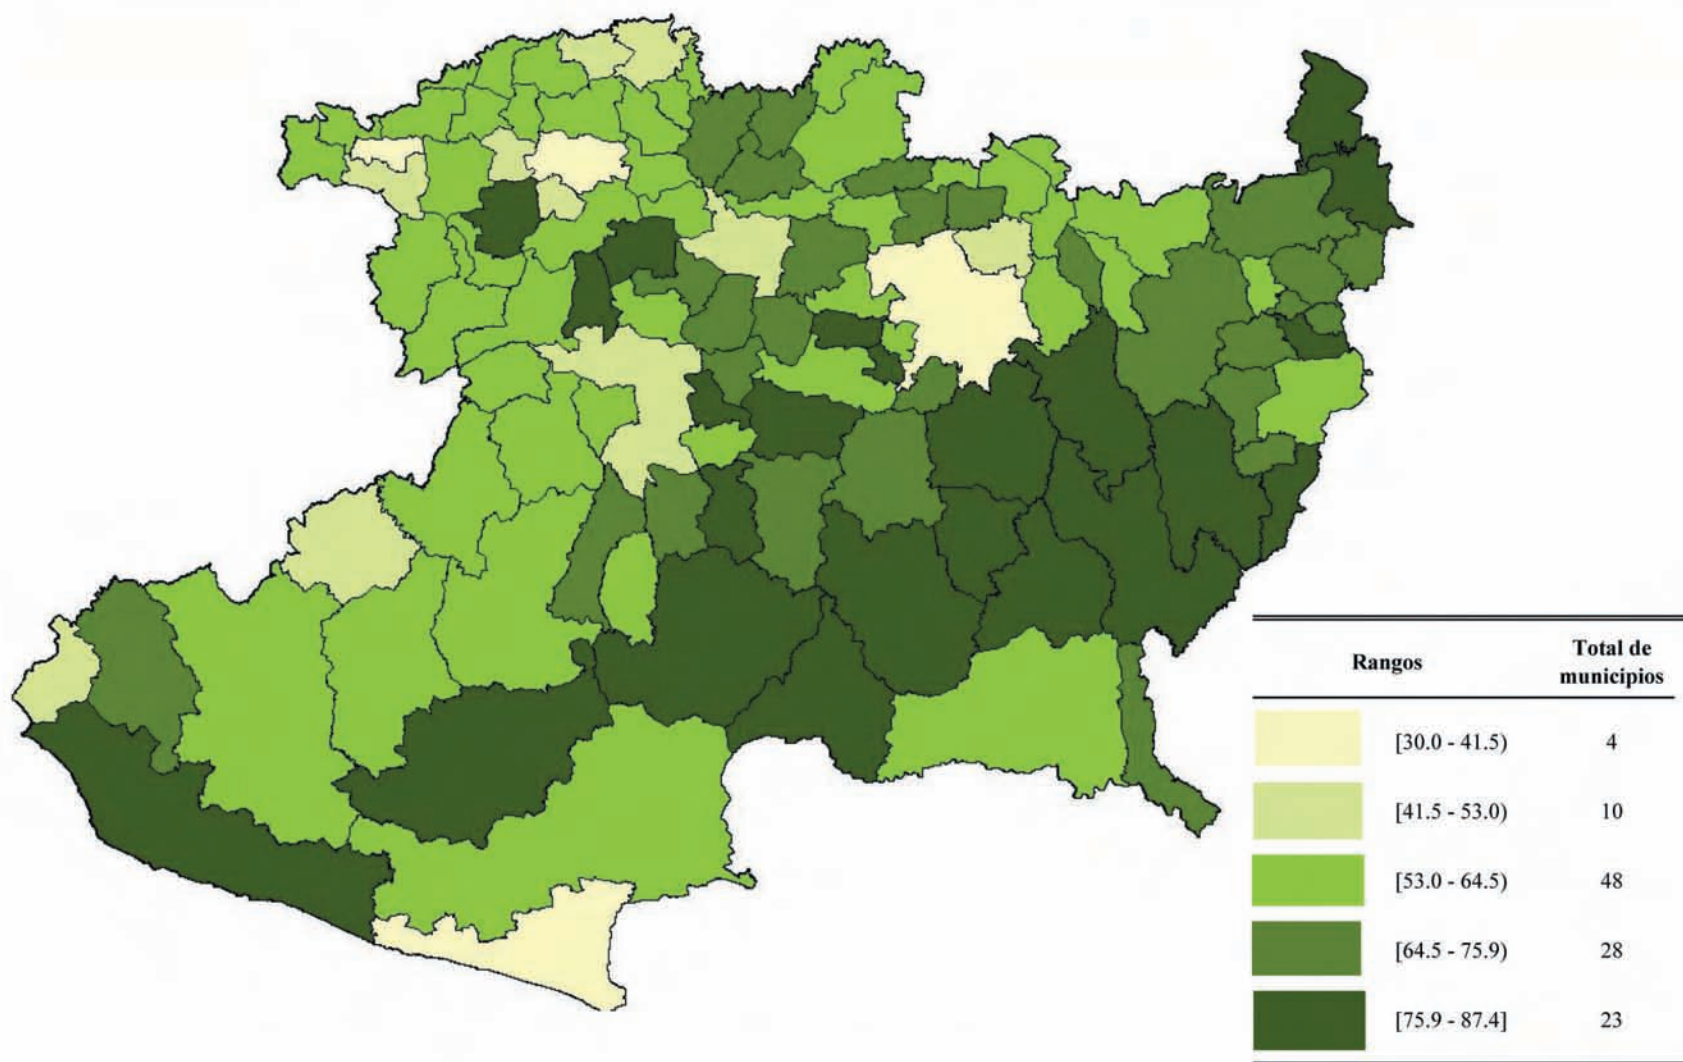 Rangos Total de municipios
[30.0 - 41.5) 4
[41.5 - 53.0) 10
[53.0 - 64.5) 48
[64.5 - 75.9) 28
[75.9 - 87.4] 23